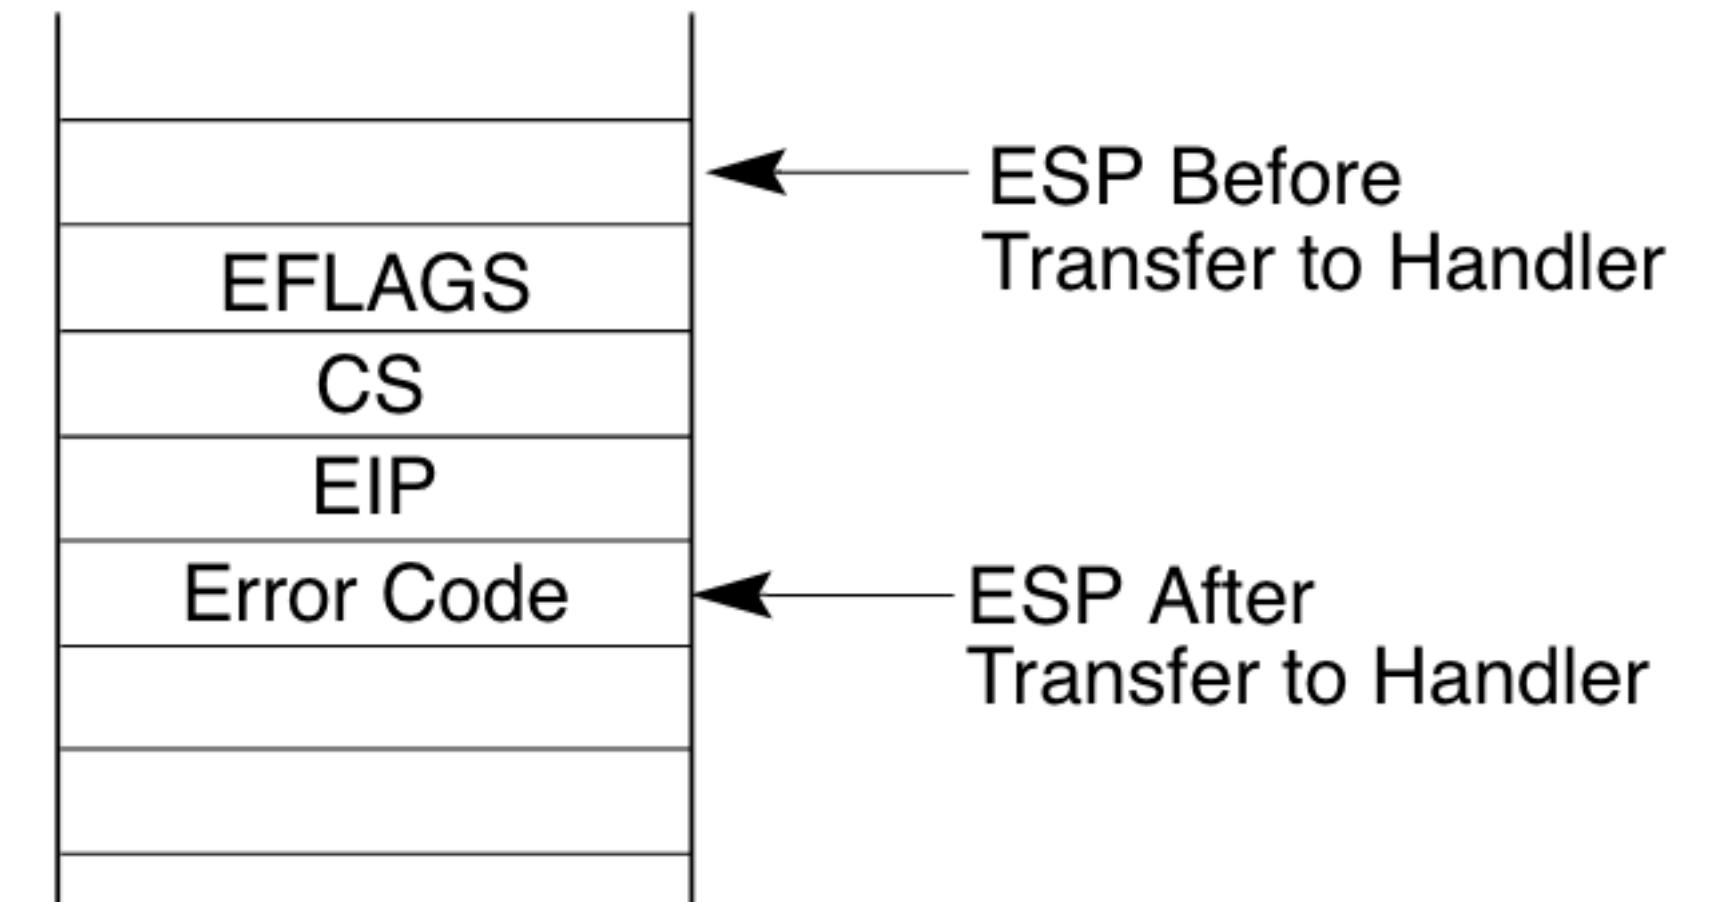 ESP Before
Transfer to Handler
EFLAGS
CS
EIP
Error Code
ESP After
Transfer to Handler